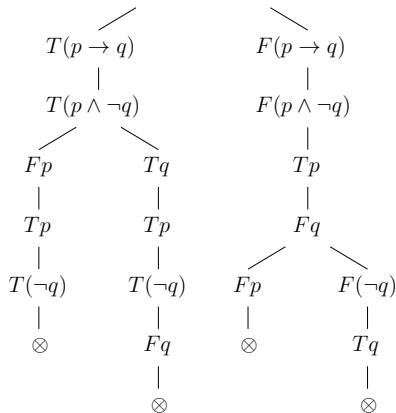 T(p → q) F(p → q)
T(p ∧ ¬q) F(p ∧ ¬q)
Fp Tq Tp
Tp Tp Fq
T(¬q) T(¬q) Fp F(¬q)
⊗ Fq ⊗ Tq
⊗ ⊗